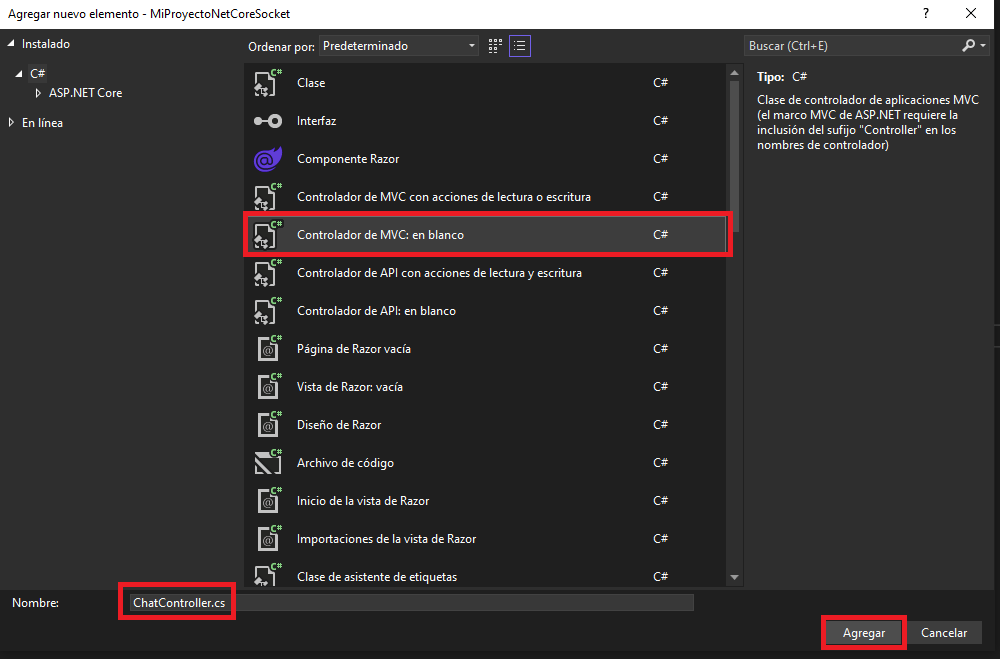 Agregar nuevo elemento - MiProyectoNetCoreSocket
?
Instalado
C#
ASP.NET Core
En línea
Ordenar por: Predeterminado
Buscar (Ctrl+E)
Clase C#
Interfaz C#
Componente Razor C#
Controlador de MVC con acciones de lectura o escritura C#
Controlador de MVC: en blanco C#
Controlador de API con acciones de lectura y escritura C#
Controlador de API: en blanco C#
Página de Razor vacía C#
Vista de Razor: vacía C#
Diseño de Razor C#
Archivo de código C#
Inicio de la vista de Razor C#
Importaciones de la vista de Razor C#
Clase de asistente de etiquetas C#
Tipo: C#
Clase de controlador de aplicaciones MVC
(el marco MVC de ASP.NET requiere la
inclusión del sufijo "Controller" en los
nombres de controlador)
Nombre: ChatController.cs
Agregar Cancelar